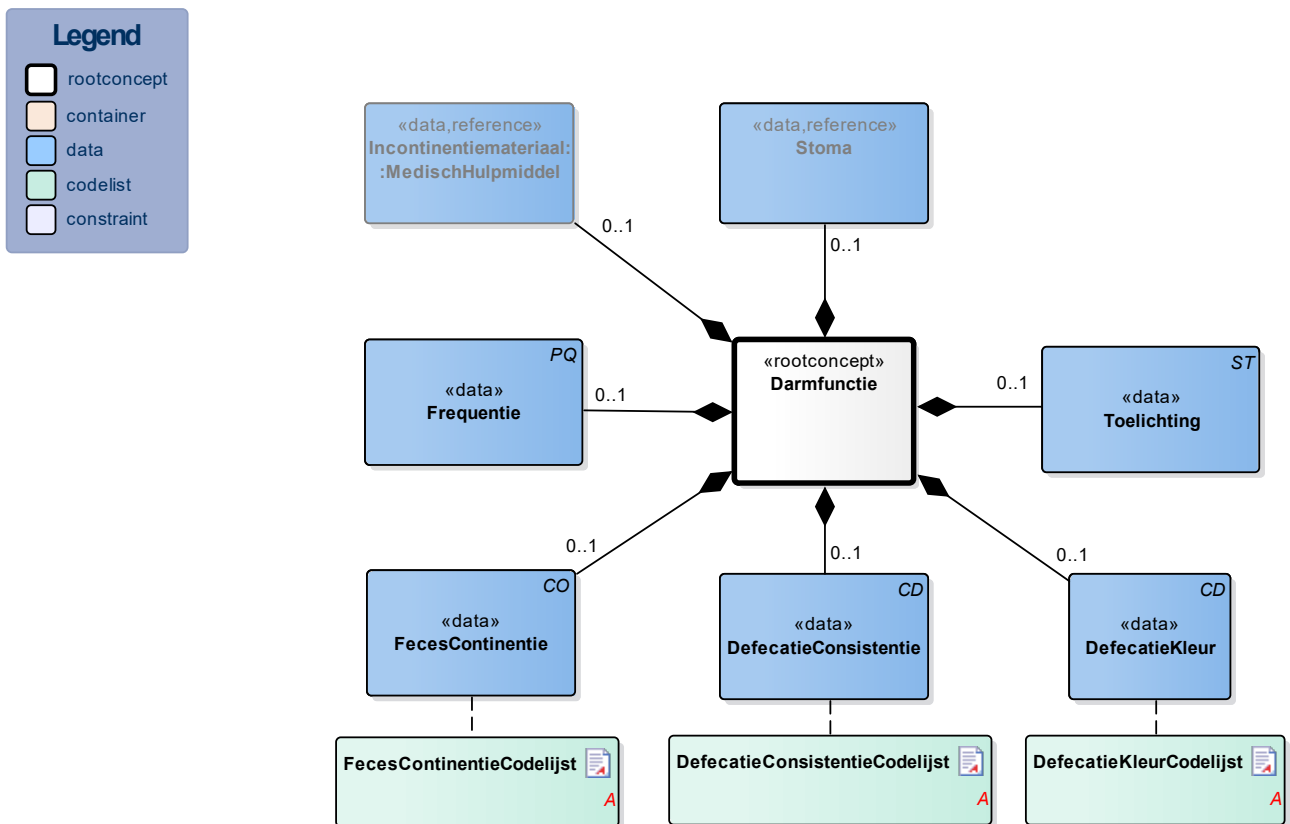 Legend
rootconcept
container
data
codelist
constraint
«data,reference»
Incontinentiemateriaal:
:MedischHulpmiddel
0..1
«data,reference»
Stoma
0..1
PQ
«data»
Frequentie
0..1
«rootconcept»
Darmfunctie
0..1
ST
«data»
Toelichting
CO
«data»
FecesContinentie
0..1
CD
«data»
DefecatieConsistentie
0..1
CD
«data»
DefecatieKleur
0..1
FecesContinentieCodelijst
A
DefecatieConsistentieCodelijst
A
DefecatieKleurCodelijst
A